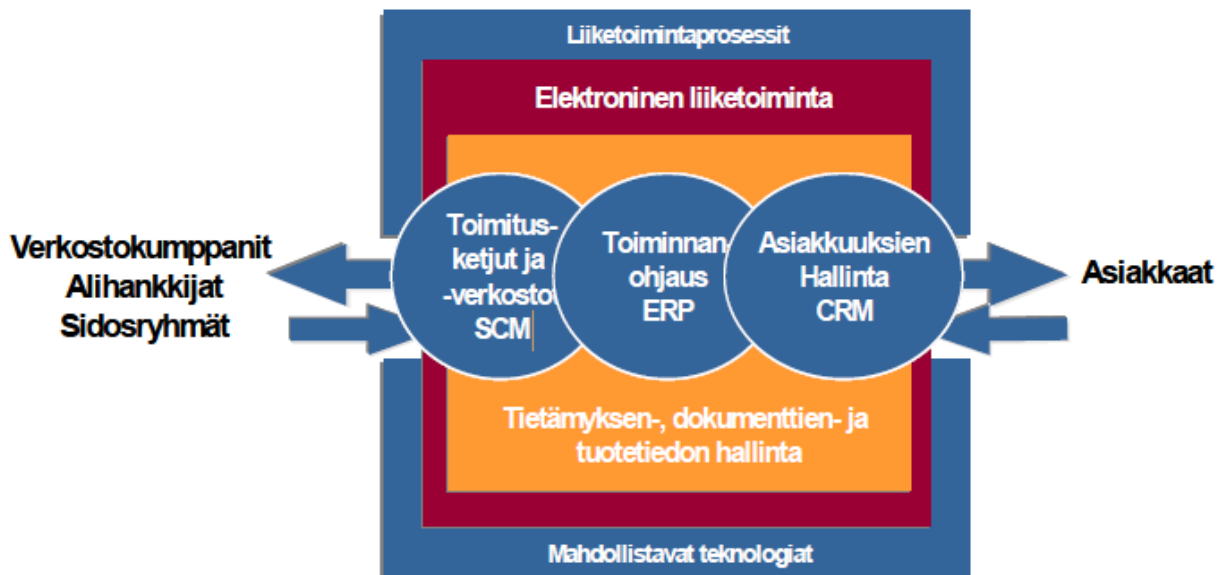 Liiketoimintaprosessit
Elektroninen liiketoiminta
Verkostokumppanit
Alihankkijat
Sidosryhmät
Toimitus-
ketjut ja
-verkostot
SCM
Toiminnan-
ohjaus
ERP
Asiakkuuksien
Hallinta
CRM
Asiakkaat
Tietämyksen-, dokumenttien- ja
tuotetiedon hallinta
Mahdollistavat teknologiat